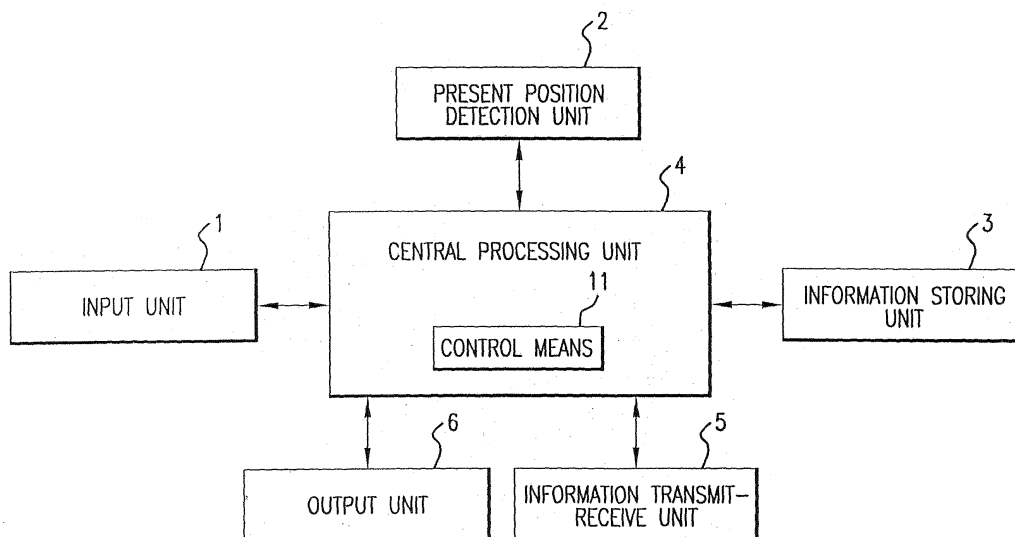 2
PRESENT POSITION
DETECTION UNIT
4
CENTRAL PROCESSING UNIT
1
INPUT UNIT
3
INFORMATION STORING
UNIT
11
CONTROL MEANS
6
OUTPUT UNIT
5
INFORMATION TRANSMIT-
RECEIVE UNIT